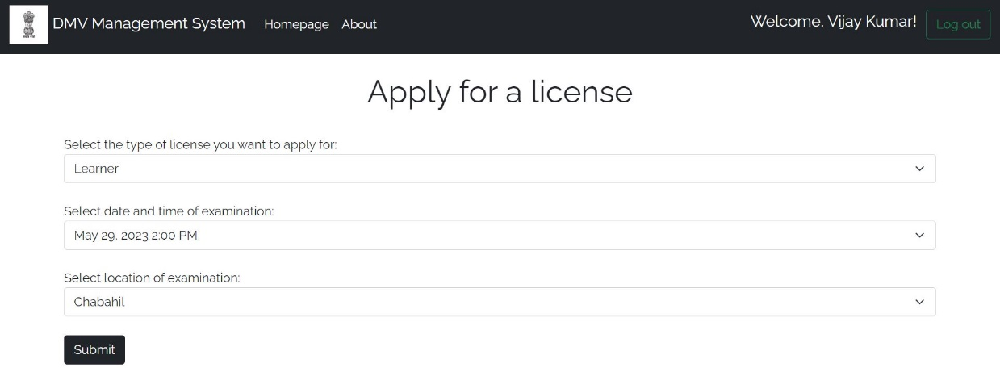 DMV Management System Homepage About Welcome, Vijay Kumar! Log out
Apply for a license
Select the type of license you want to apply for:
Learner
Select date and time of examination:
May 29, 2023 2:00 PM
Select location of examination:
Chabahil
Submit